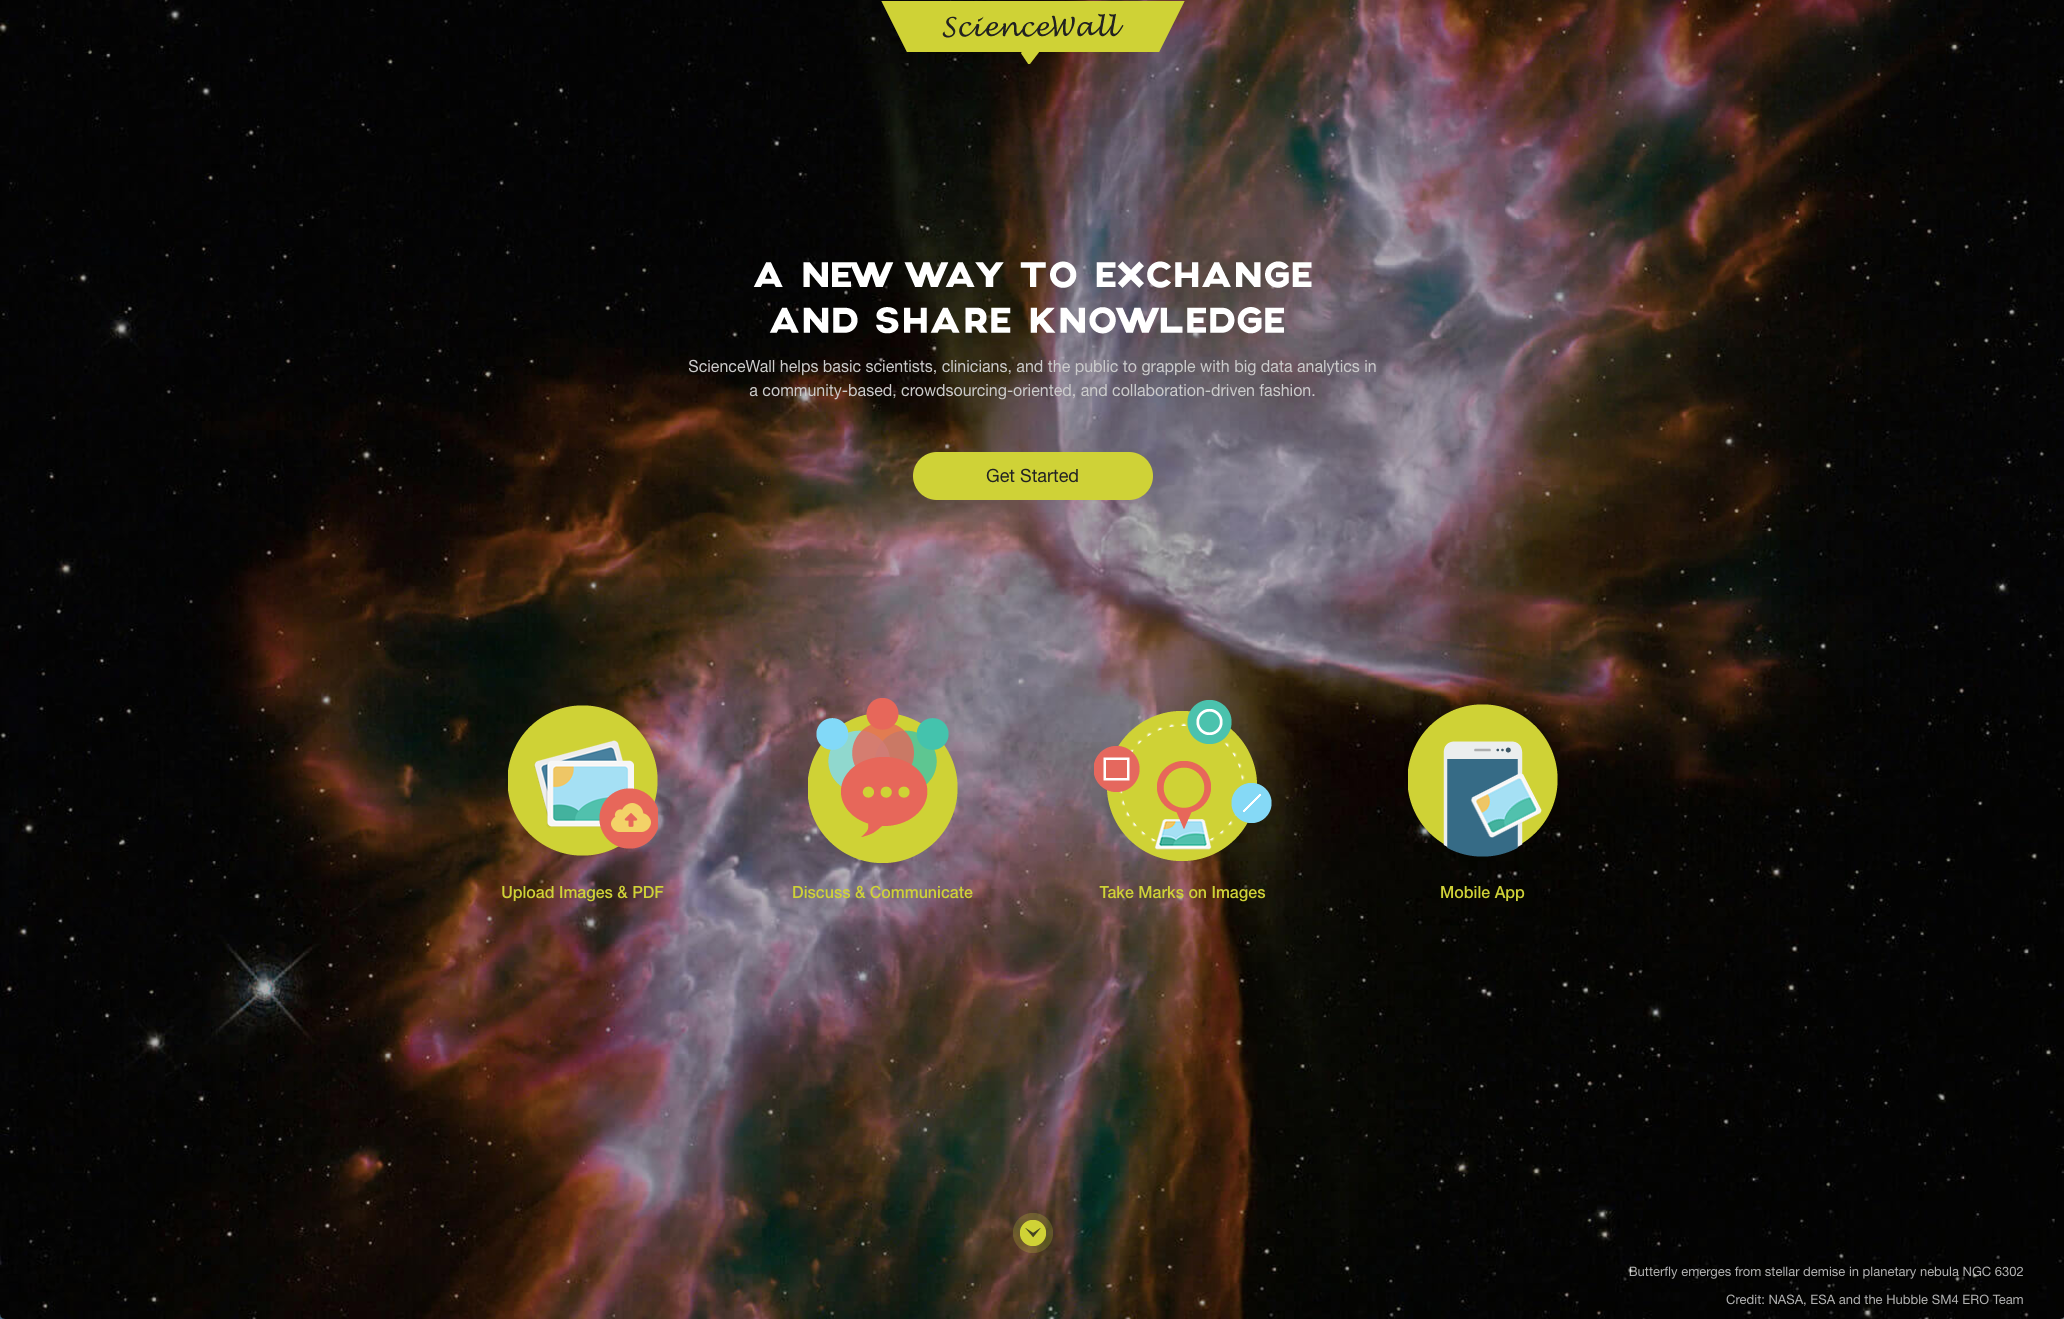 ScienceWall
A NEW WAY TO EXCHANGE
AND SHARE KNOWLEDGE
ScienceWall helps basic scientists, clinicians, and the public to grapple with big data analytics in
a community-based, crowdsourcing-oriented, and collaboration-driven fashion.
Get Started
Upload Images & PDF
Discuss & Communicate
Take Marks on Images
Mobile App
Butterfly emerges from stellar demise in planetary nebula NGC 6302
Credit: NASA, ESA and the Hubble SM4 ERO Team